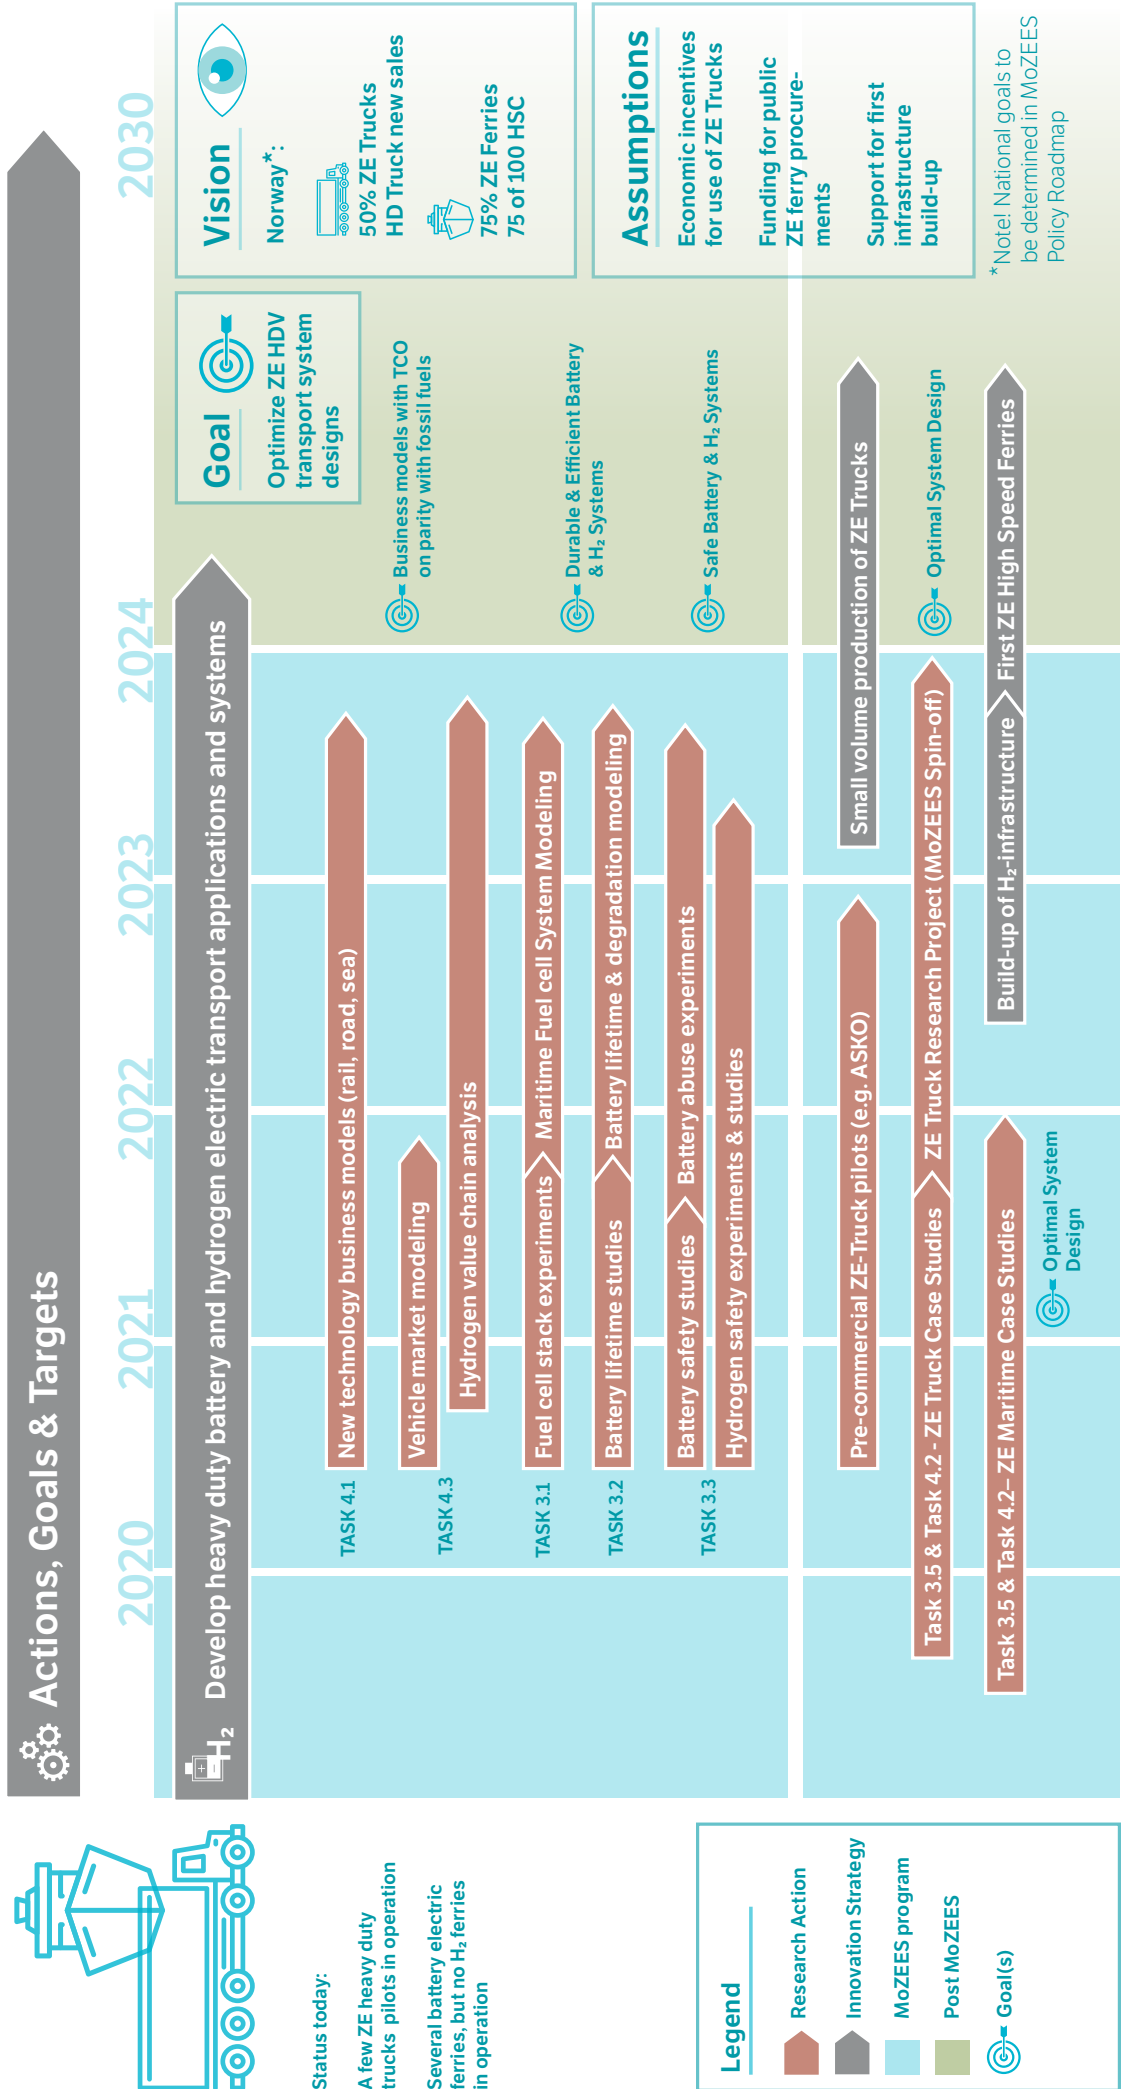 Actions, Goals & Targets
2020
2021
2022
2023
2024
2030
H₂
Develop heavy duty battery and hydrogen electric transport applications and systems
Status today:
A few ZE heavy duty
trucks pilots in operation
Several battery electric
ferries, but no H₂ ferries
in operation
TASK 4.1
New technology business models (rail, road, sea)
Business models with TCO
on parity with fossil fuels
TASK 4.3
Vehicle market modeling
Hydrogen value chain analysis
TASK 3.1
Fuel cell stack experiments
Maritime Fuel cell System Modeling
Durable & Efficient Battery
& H₂ Systems
TASK 3.2
Battery lifetime studies
Battery lifetime & degradation modeling
TASK 3.3
Battery safety studies
Battery abuse experiments
Hydrogen safety experiments & studies
Safe Battery & H₂ Systems
Pre-commercial ZE-Truck pilots (e.g. ASKO)
Small volume production of ZE Trucks
Task 3.5 & Task 4.2 - ZE Truck Case Studies
ZE Truck Research Project (MoZEES Spin-off)
Optimal System Design
Task 3.5 & Task 4.2– ZE Maritime Case Studies
Build-up of H₂-infrastructure
First ZE High Speed Ferries
Optimal System
Design
Goal
Optimize ZE HDV
transport system
designs
Vision
Norway*:
50% ZE Trucks
HD Truck new sales
75% ZE Ferries
75 of 100 HSC
Assumptions
Economic incentives
for use of ZE Trucks
Funding for public
ZE ferry procure-
ments
Support for first
infrastructure
build-up
*Note! National goals to
be determined in MoZEES
Policy Roadmap
Legend
Research Action
Innovation Strategy
MoZEES program
Post MoZEES
Goal(s)